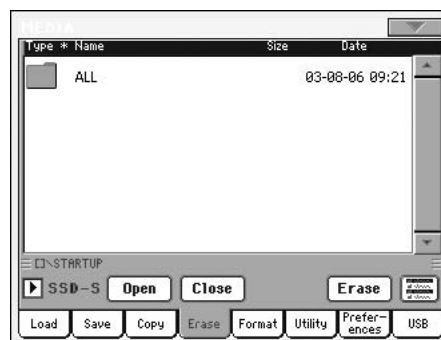 MEDIA
Type * Name Size Date
ALL 03-08-06 09:21
[]\STARTUP
SSD-S Open Close Erase
Load Save Copy Erase Format Utility Prefer-ences USB